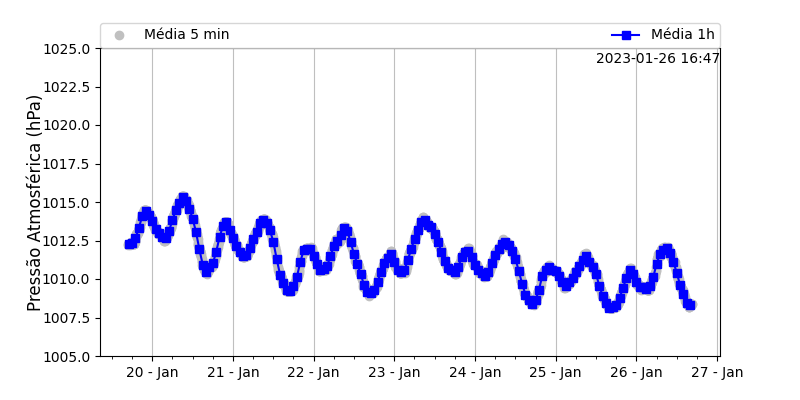 Média 5 min
Média 1h
2023-01-26 16:47
Pressão Atmosférica (hPa)
1025.0
1022.5
1020.0
1017.5
1015.0
1012.5
1010.0
1007.5
1005.0
20 - Jan
21 - Jan
22 - Jan
23 - Jan
24 - Jan
25 - Jan
26 - Jan
27 - Jan